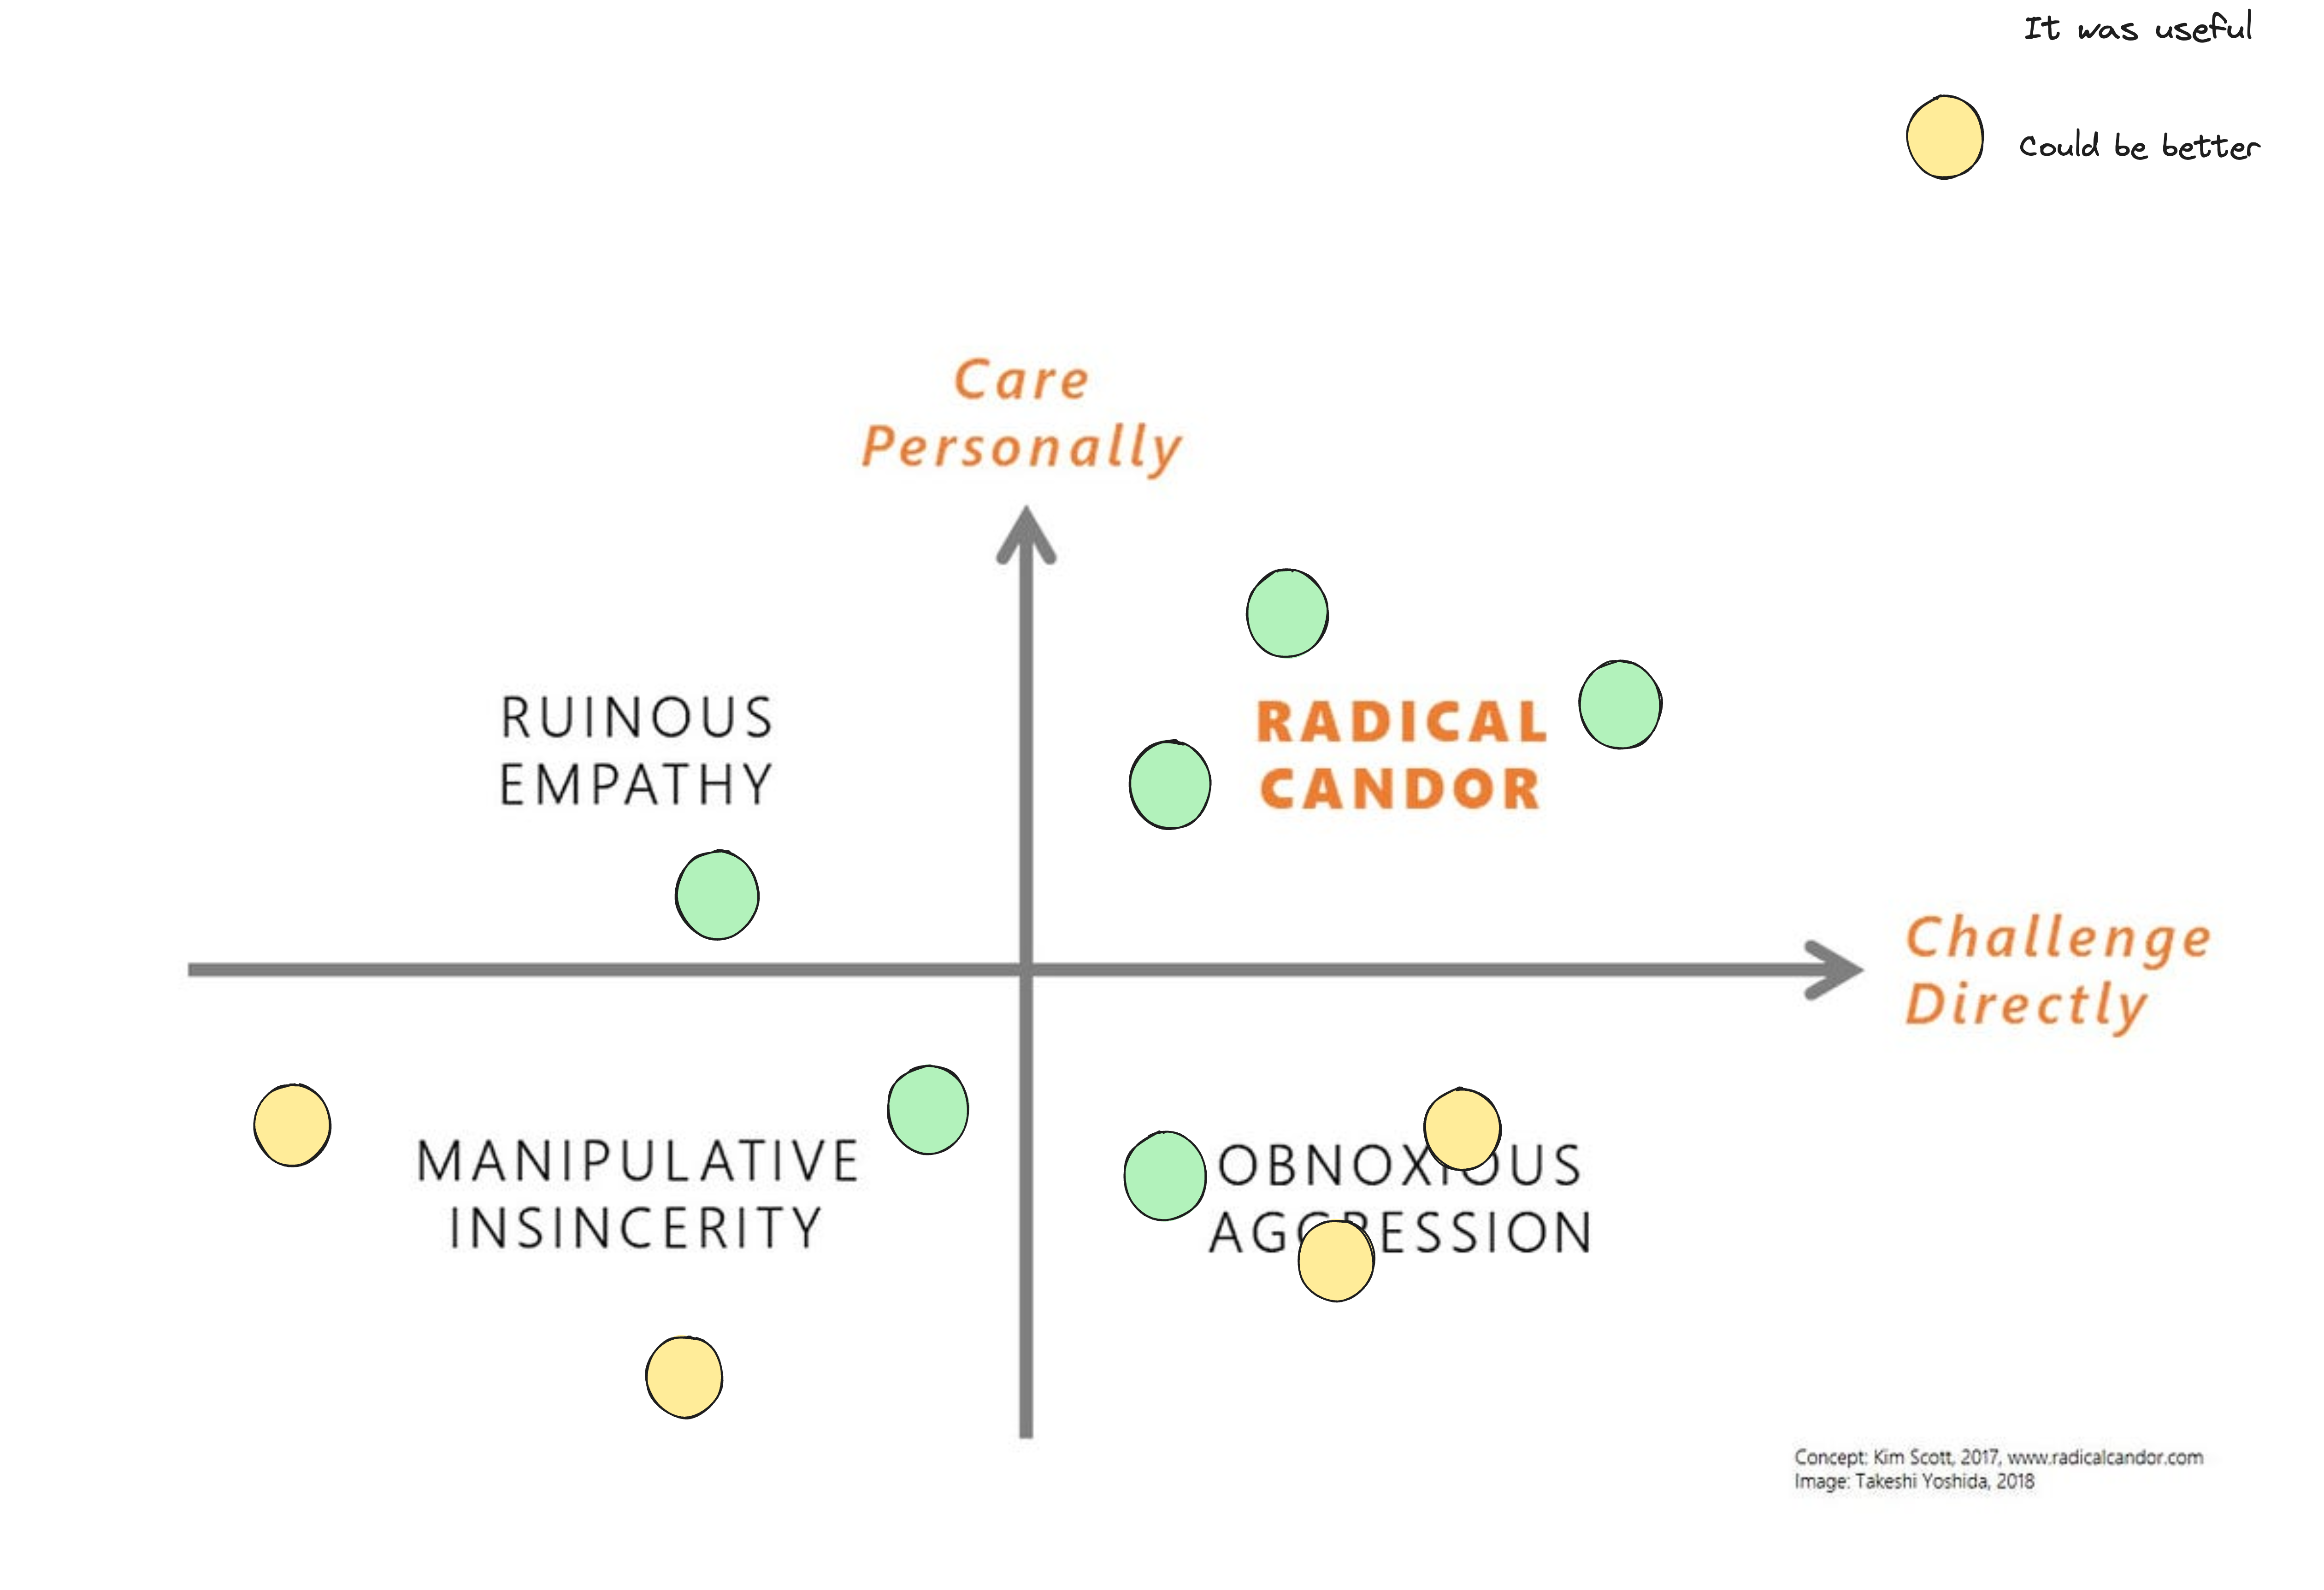 It was useful
Could be better
Care
Personally
RUINOUS
EMPATHY
RADICAL
CANDOR
Challenge
Directly
MANIPULATIVE
INSINCERITY
OBNOXIOUS
AGGRESSION
Concept: Kim Scott, 2017, www.radicalcandor.com
Image: Takeshi Yoshida, 2018